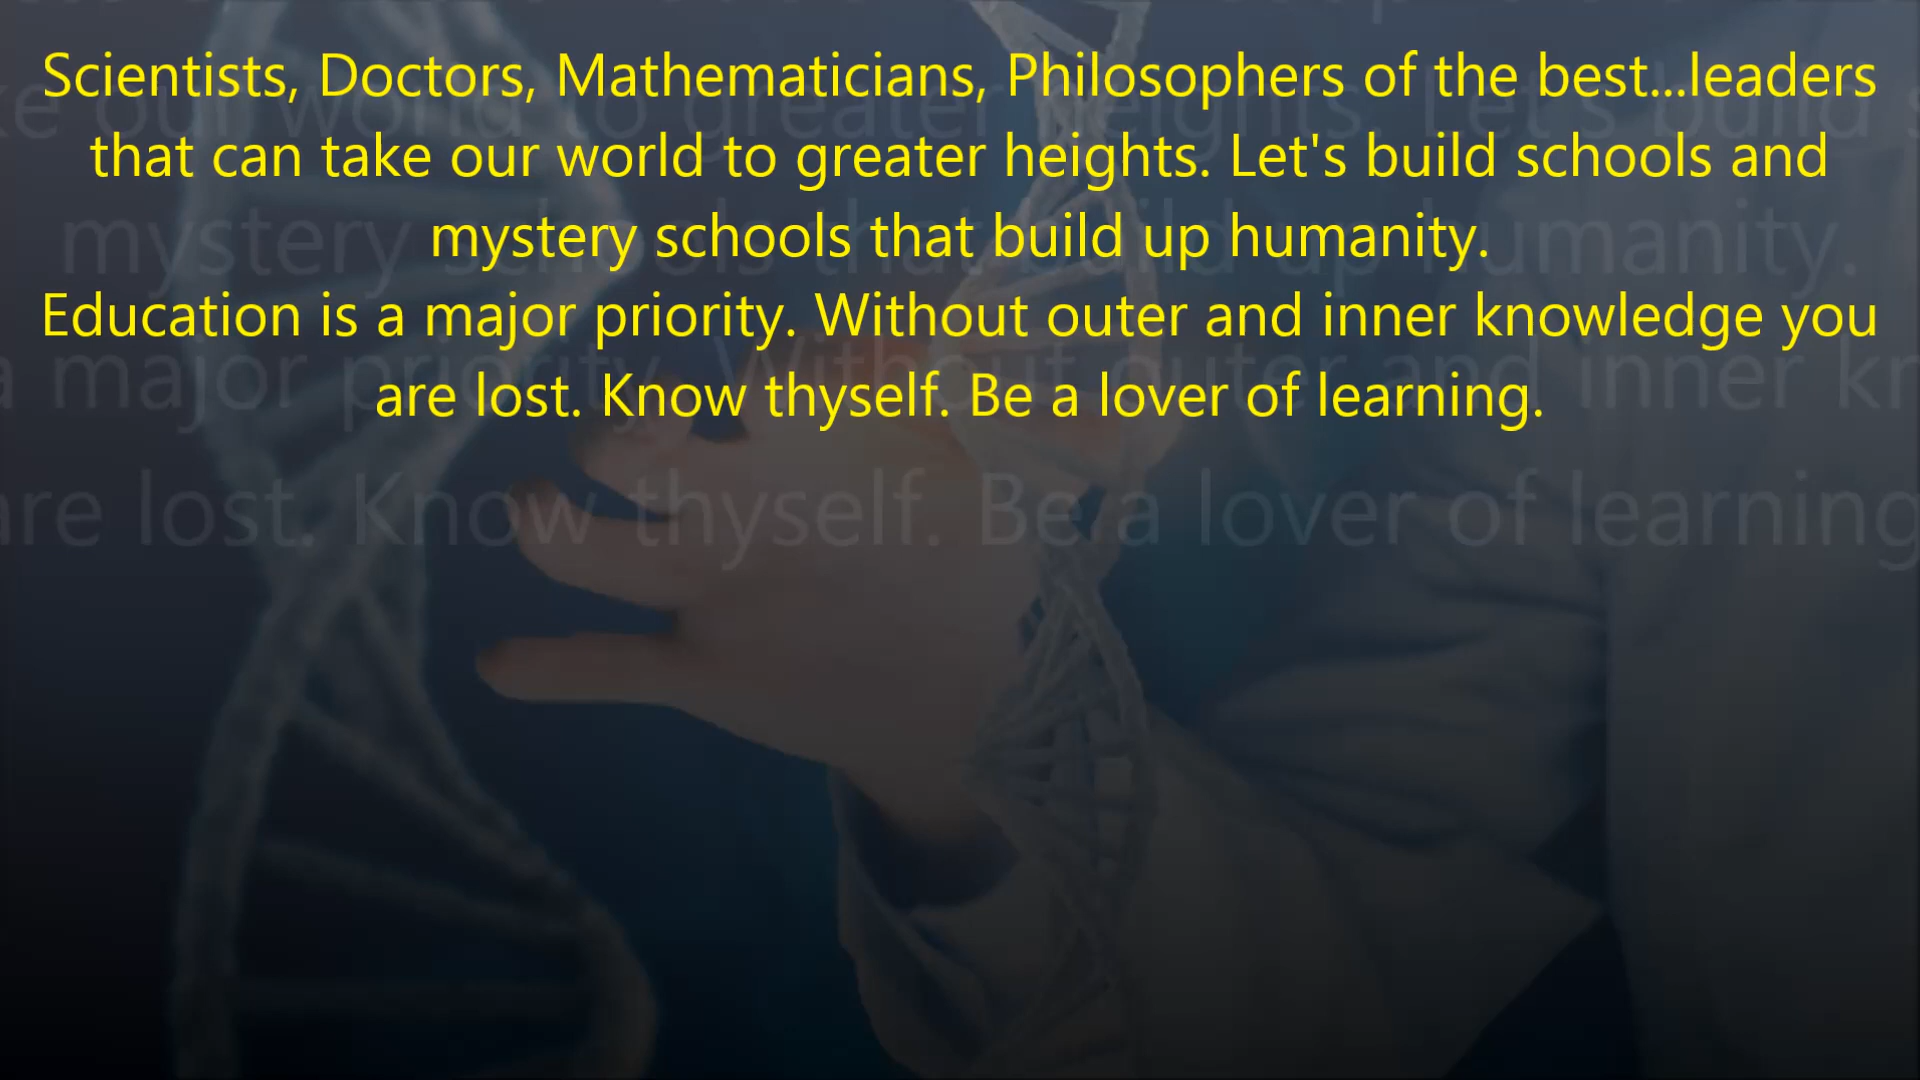 Scientists, Doctors, Mathematicians, Philosophers of the best...leaders
that can take our world to greater heights. Let's build schools and
mystery schools that build up humanity.
Education is a major priority. Without outer and inner knowledge you
are lost. Know thyself. Be a lover of learning.